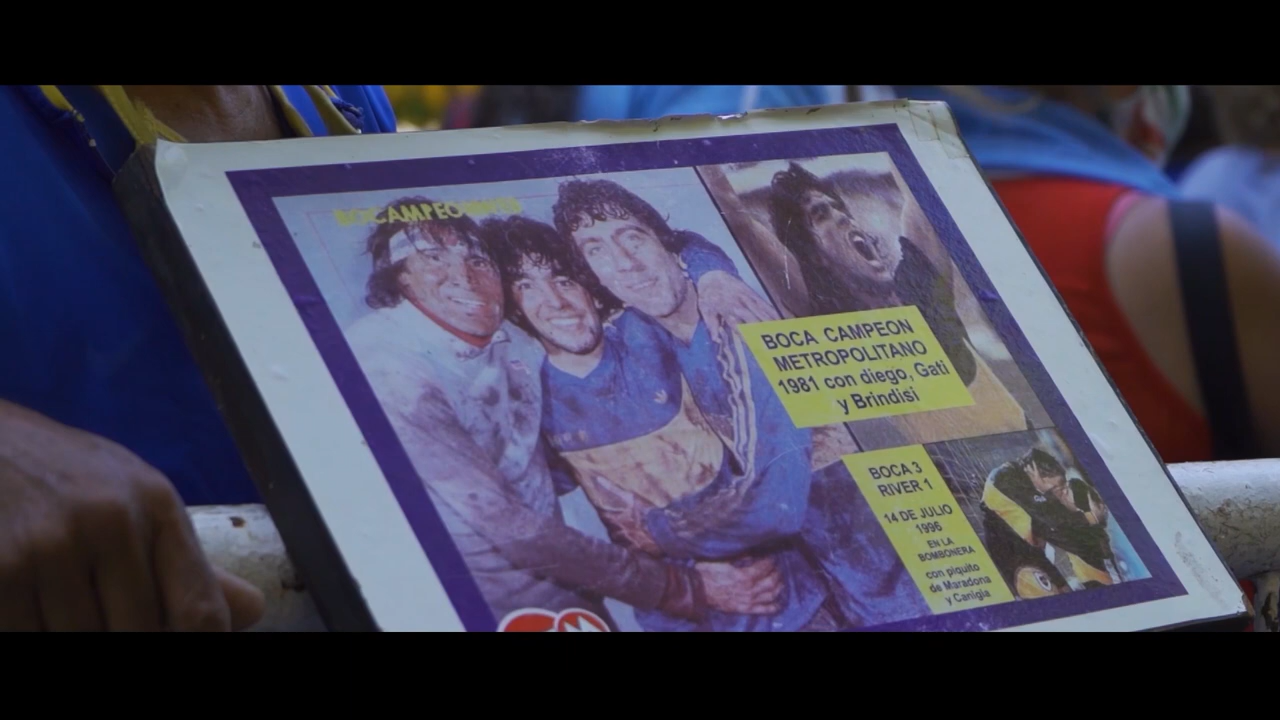 BOCAMPEONES
BOCA CAMPEON
METROPOLITANO
1981 con diego, Gati
y Brindisi
BOCA 3
RIVER 1
14 DE JULIO
1996
EN LA
BOMBONERA
con piquito
de Maradona
y Canigia